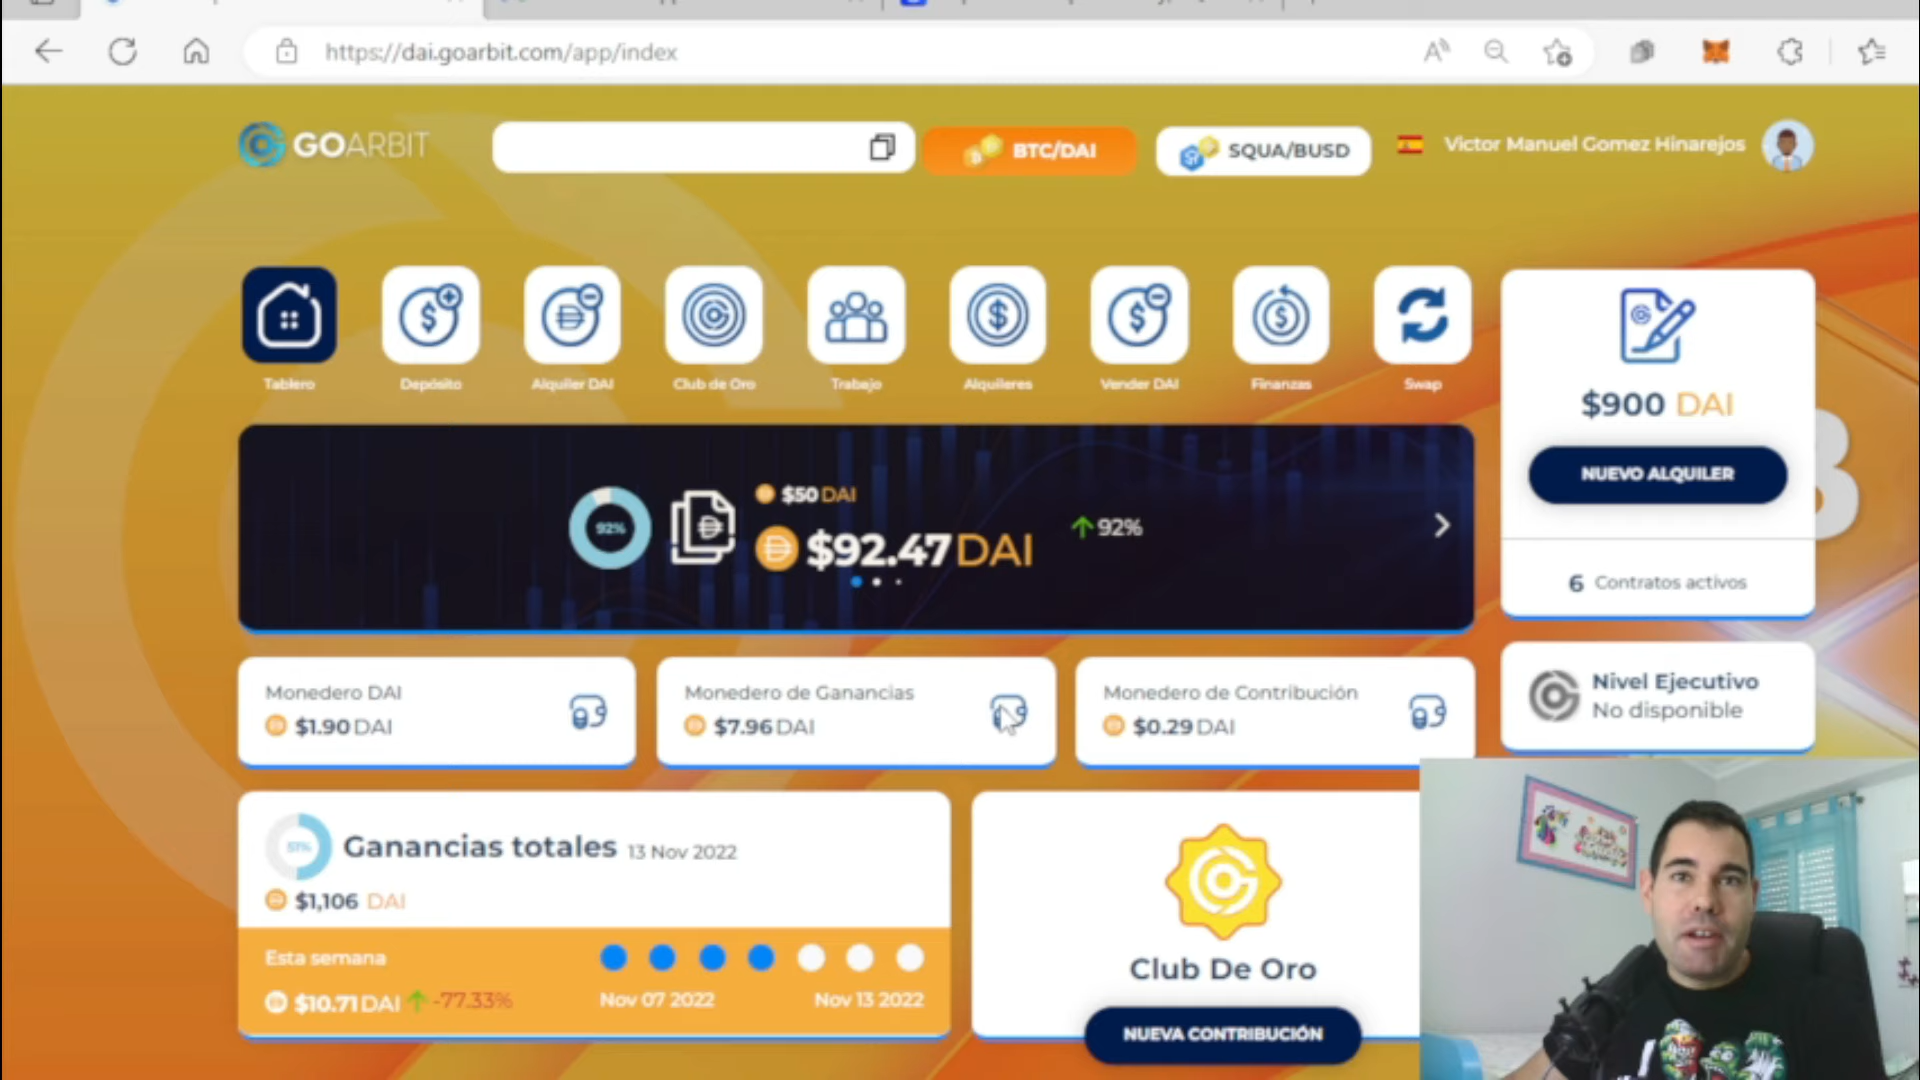 https://dai.goarbit.com/app/index
GOARBIT
BTC/DAI
SQUA/BUSD
Victor Manuel Gomez Hinarejos
Tablero
Depósito
Alquiler DAI
Club de Oro
Trabajo
Alquileres
Vender DAI
Finanzas
Swap
$900 DAI
NUEVO ALQUILER
6 Contratos activos
92%
$50 DAI
$92.47 DAI
92%
Monedero DAI
$1.90 DAI
Monedero de Ganancias
$7.96 DAI
Monedero de Contribución
$0.29 DAI
Nivel Ejecutivo
No disponible
51%
Ganancias totales 13 Nov 2022
$1,106 DAI
Esta semana
$10.71 DAI -77.33%
Nov 07 2022
Nov 13 2022
Club De Oro
NUEVA CONTRIBUCIÓN